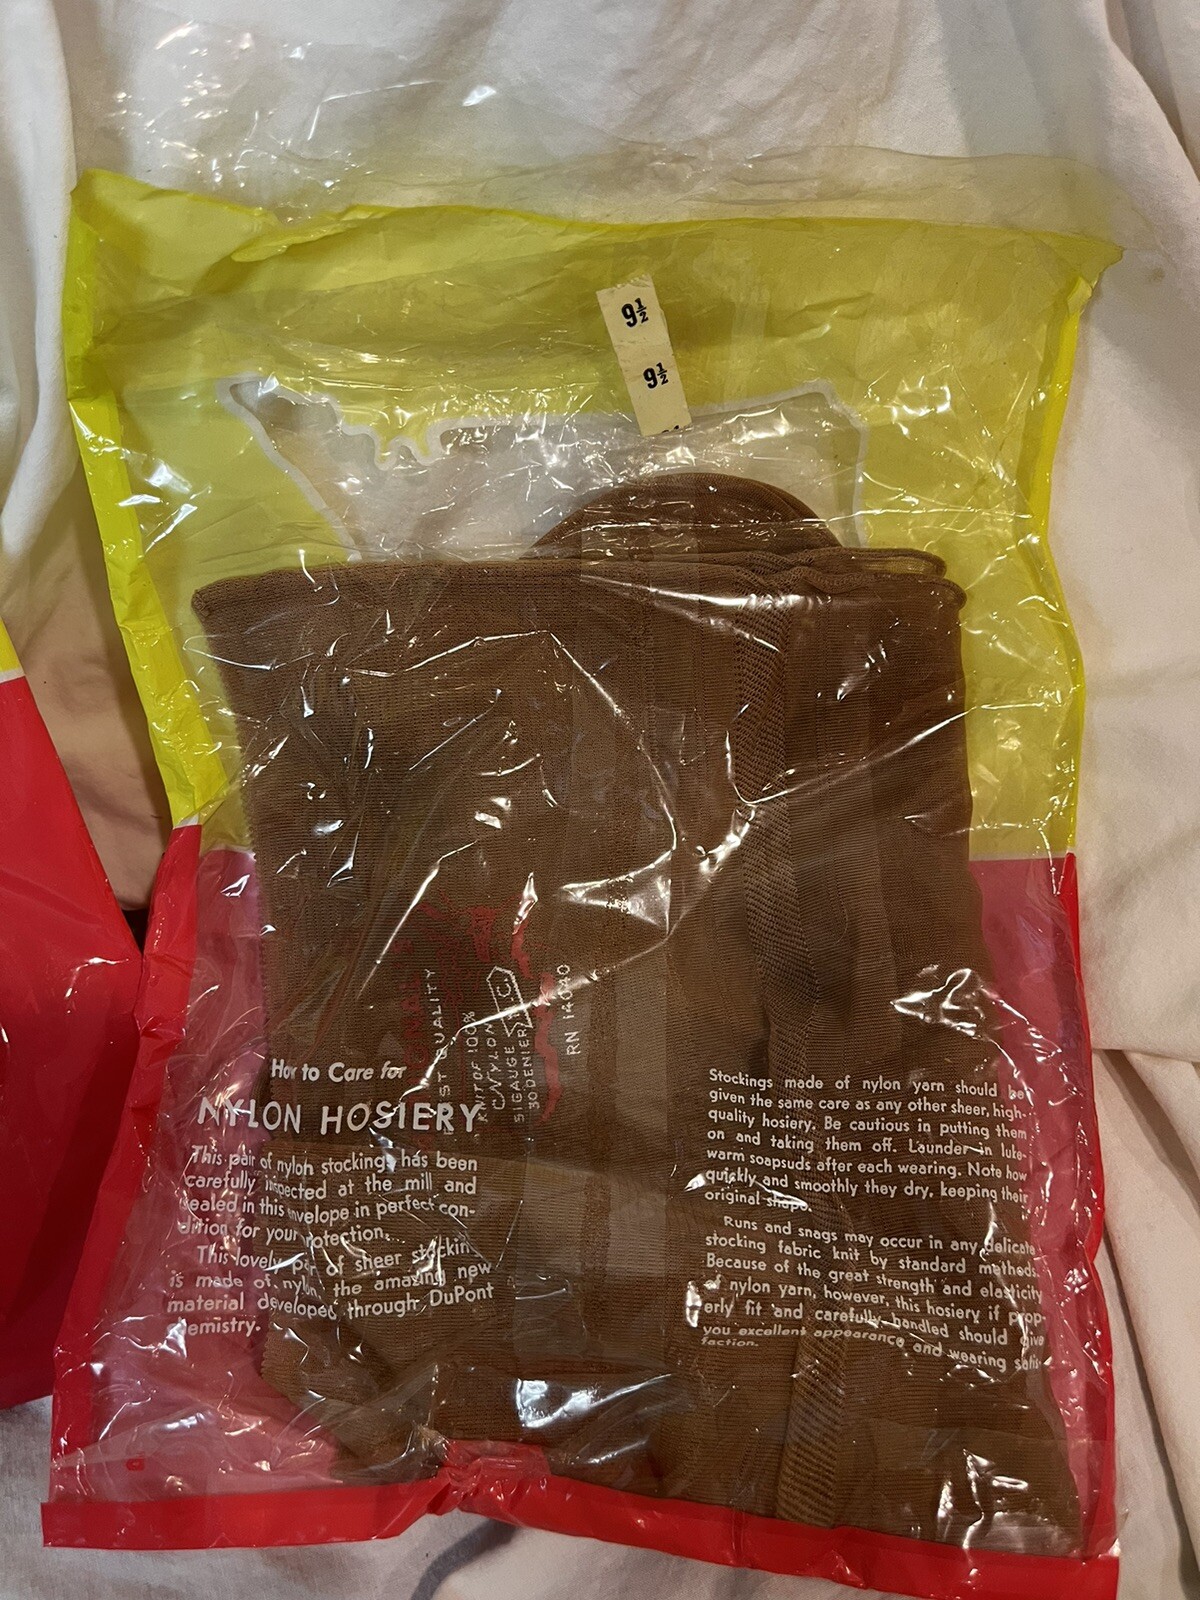 9½
9½
ST QUALITY
KNIT OF 100%
NYLON
51 GAUGE
30 DENIER
RN 14040
How to Care for
NYLON HOSIERY
This pair of nylon stockings has been
carefully inspected at the mill and
sealed in this envelope in perfect con-
dition for your protection.
This lovely pair of sheer stockin
is made of nylon, the amazing new
material developed through DuPont
chemistry.
Stockings made of nylon yarn should be
given the same care as any other sheer, high-
quality hosiery. Be cautious in putting them
on and taking them off. Launder in luke-
warm soapsuds after each wearing. Note how
quickly and smoothly they dry, keeping their
original shape.
Runs and snags may occur in any delicate
stocking fabric knit by standard methods.
Because of the great strength and elasticity
of nylon yarn, however, this hosiery if prop-
erly fit and carefully handled should give
you excellent appearance and wearing satis-
faction.